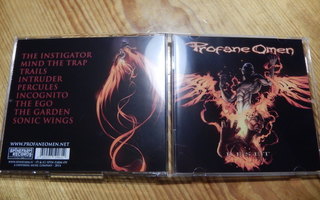 THE INSTIGATOR
MIND THE TRAP
TRAILS
INTRUDER
PERCULES
INCOGNITO
THE EGO
THE GARDEN
SONIC WINGS
WWW.PROFANEOMEN.NET
Profane Omen